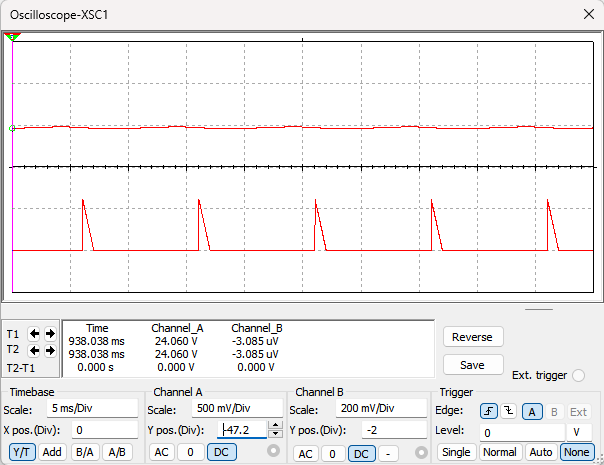 Oscilloscope-XSC1
Time Channel_A Channel_B
T1 938.038 ms 24.060 V -3.085 uV
T2 938.038 ms 24.060 V -3.085 uV
T2-T1 0.000 s 0.000 V 0.000 V
Reverse
Save
Ext. trigger
Timebase
Scale: 5 ms/Div
X pos.(Div): 0
Y/T Add B/A A/B
Channel A
Scale: 500 mV/Div
Y pos.(Div): -47.2
AC 0 DC
Channel B
Scale: 200 mV/Div
Y pos.(Div): -2
AC 0 DC -
Trigger
Edge: A B Ext
Level: 0 V
Single Normal Auto None